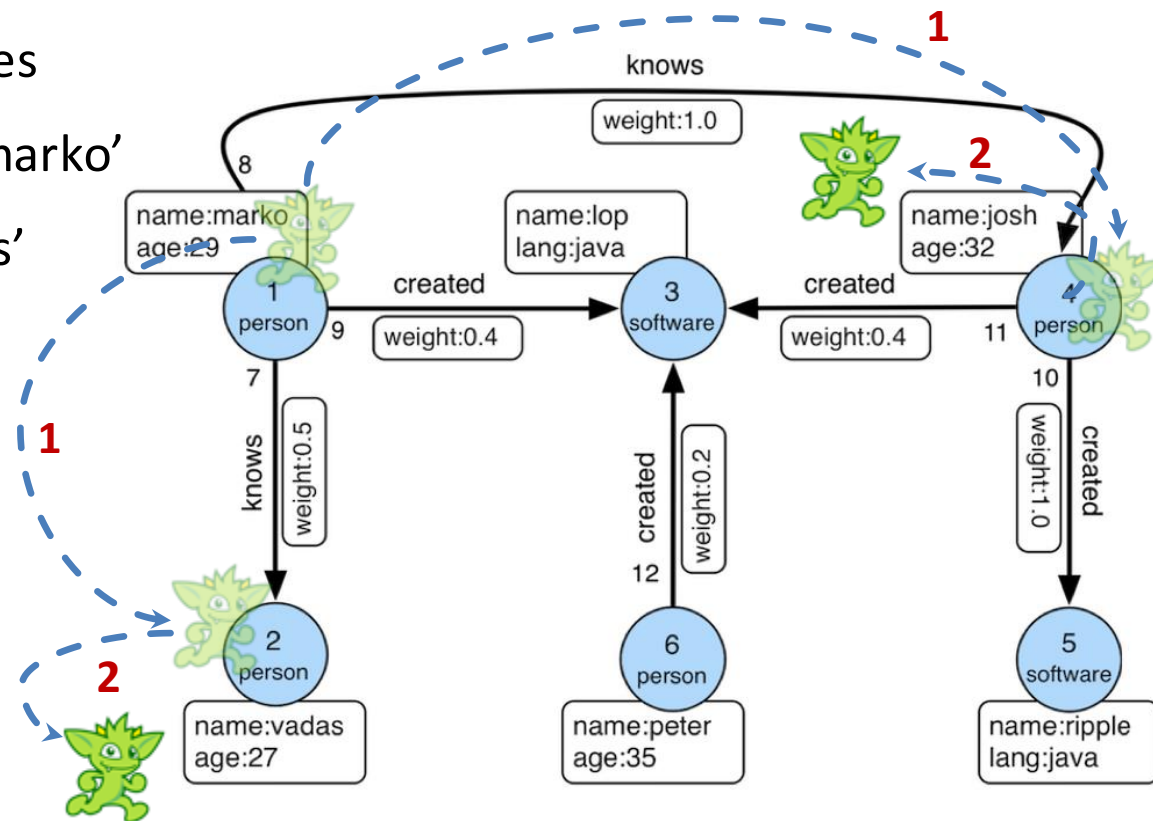 es
1
knows
weight:1.0
marko’
8
2
name:marko
age:29
name:lop
lang:java
name:josh
age:32
s’
1
person
created
9
weight:0.4
3
software
created
weight:0.4
11
4
person
7
10
1
knows
weight:0.5
created
weight:0.2
weight:1.0
created
12
2
person
6
person
5
software
2
name:vadas
age:27
name:peter
age:35
name:ripple
lang:java